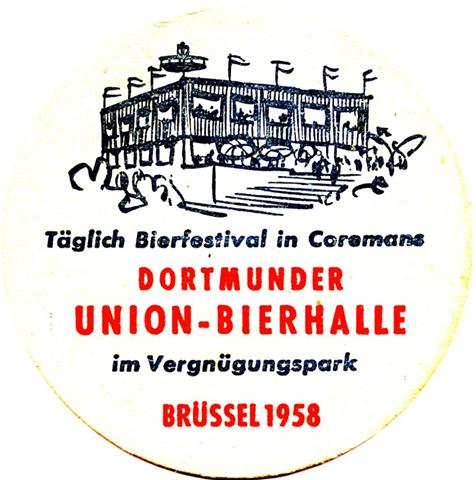 Täglich Bierfestival in Coremans
DORTMUNDER
UNION-BIERHALLE
im Vergnügungspark
BRÜSSEL 1958